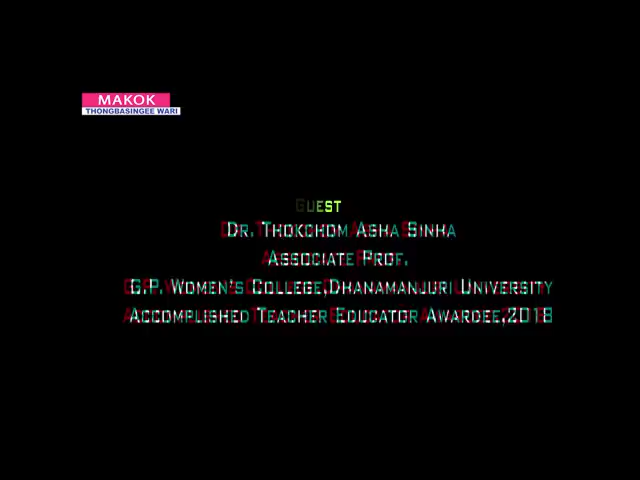 MAKOK
THONGBASINGEE WARI
GUEST
DR. THOKCHOM ASHA SINHA
ASSOCIATE PROF.
G.P. WOMEN'S COLLEGE,DHANAMANJURI UNIVERSITY
ACCOMPLISHED TEACHER EDUCATOR AWARDEE,2018